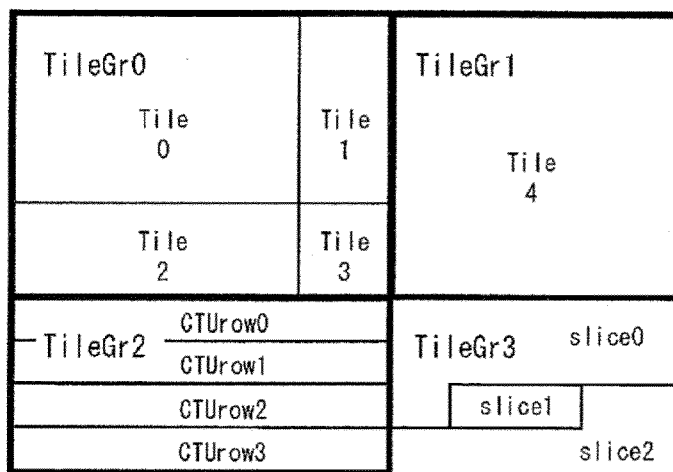 TileGr0
TileGr1
Tile
0
Tile
1
Tile
4
Tile
2
Tile
3
CTUrow0
TileGr2
CTUrow1
CTUrow2
CTUrow3
TileGr3
slice0
slice1
slice2